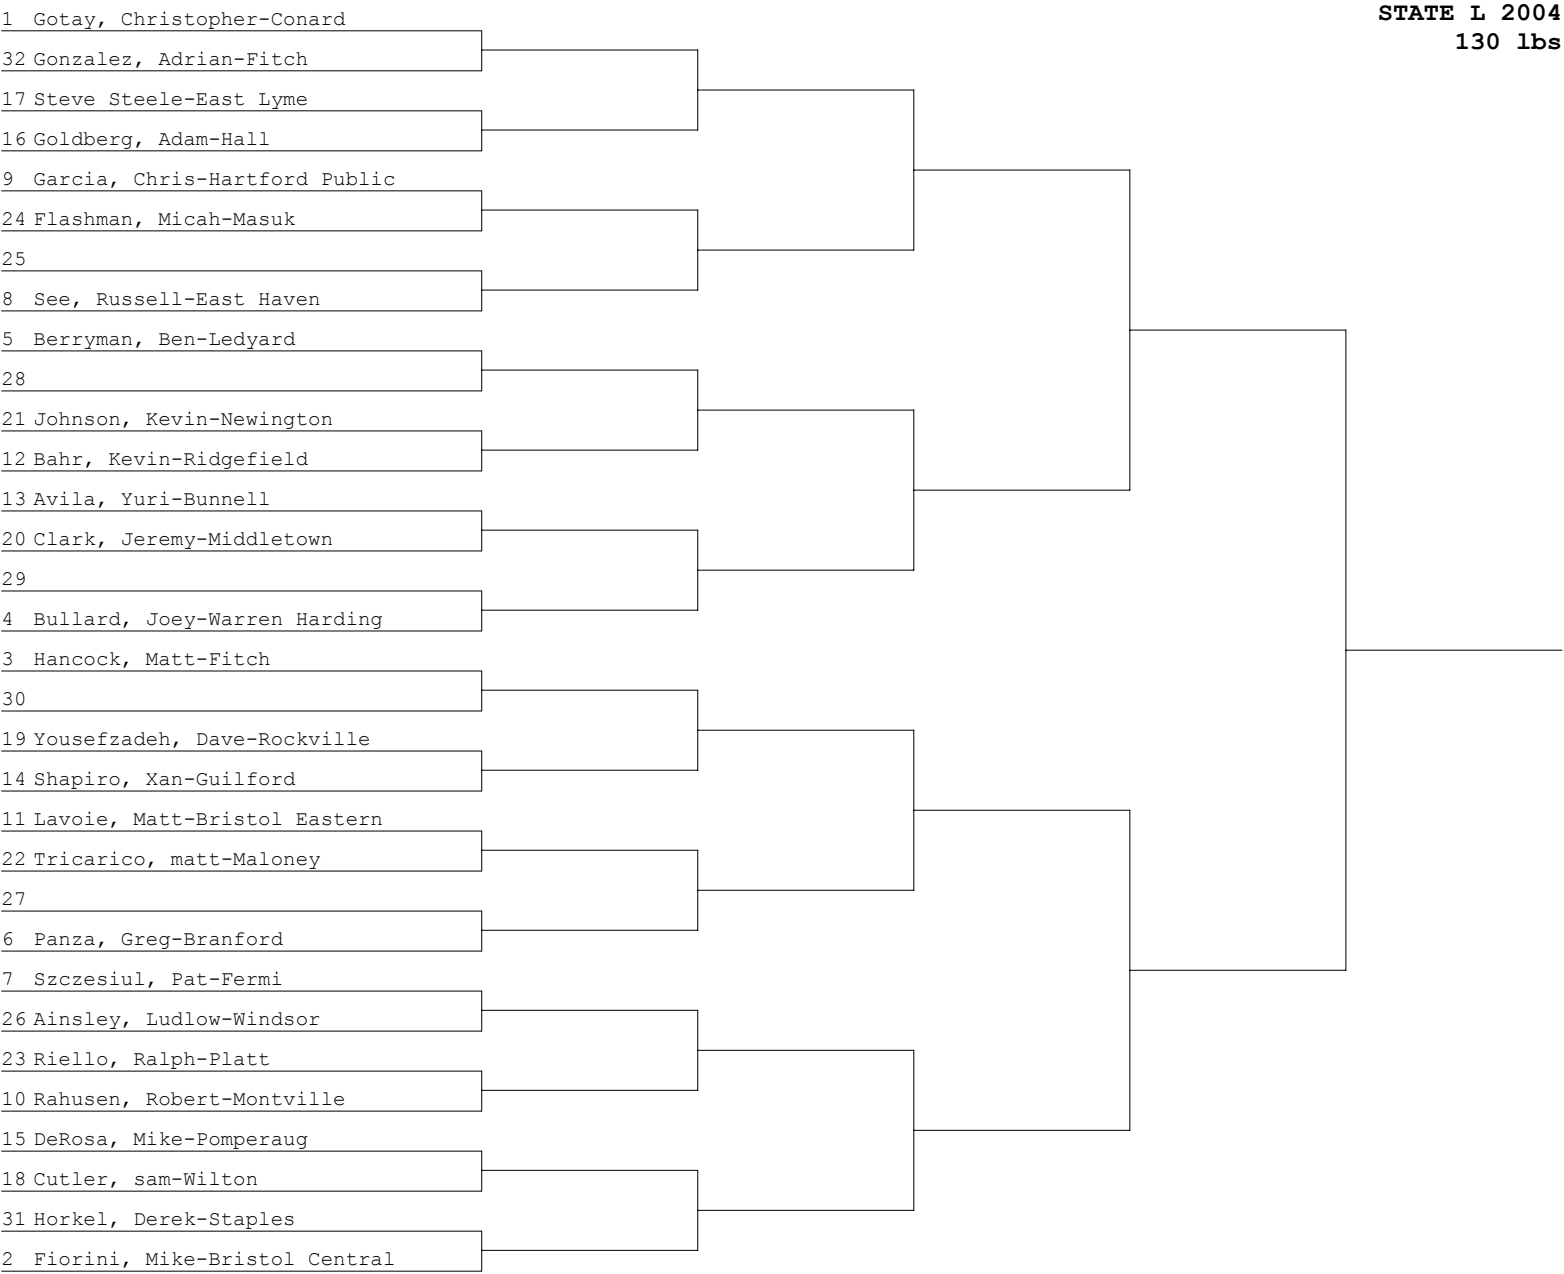 STATE L 2004
130 lbs
1 Gotay, Christopher-Conard
32 Gonzalez, Adrian-Fitch
17 Steve Steele-East Lyme
16 Goldberg, Adam-Hall
9 Garcia, Chris-Hartford Public
24 Flashman, Micah-Masuk
25
8 See, Russell-East Haven
5 Berryman, Ben-Ledyard
28
21 Johnson, Kevin-Newington
12 Bahr, Kevin-Ridgefield
13 Avila, Yuri-Bunnell
20 Clark, Jeremy-Middletown
29
4 Bullard, Joey-Warren Harding
3 Hancock, Matt-Fitch
30
19 Yousefzadeh, Dave-Rockville
14 Shapiro, Xan-Guilford
11 Lavoie, Matt-Bristol Eastern
22 Tricarico, matt-Maloney
27
6 Panza, Greg-Branford
7 Szczesiul, Pat-Fermi
26 Ainsley, Ludlow-Windsor
23 Riello, Ralph-Platt
10 Rahusen, Robert-Montville
15 DeRosa, Mike-Pomperaug
18 Cutler, sam-Wilton
31 Horkel, Derek-Staples
2 Fiorini, Mike-Bristol Central